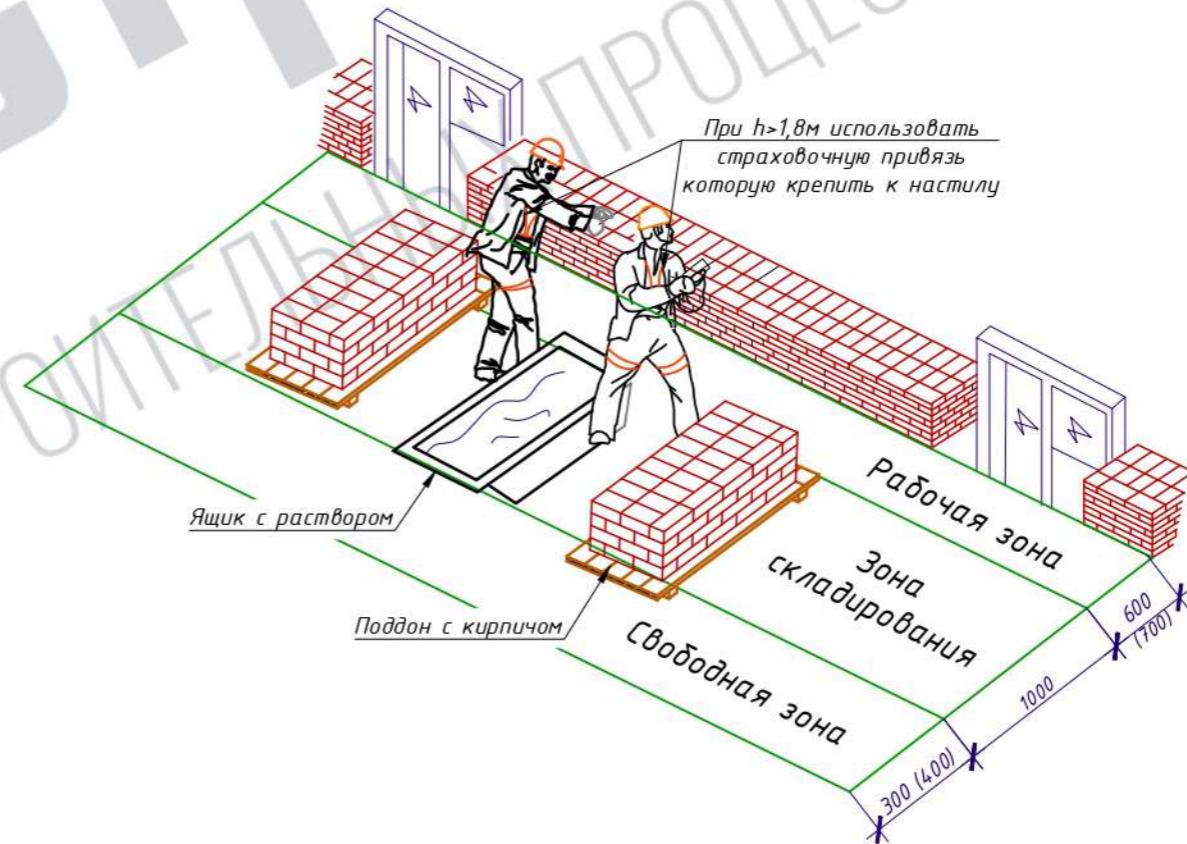 При h>1,8м использовать
страховочную привязь
которую крепить к настилу
Ящик с раствором
Поддон с кирпичом
Рабочая зона
Зона
складирования
Свободная зона
600
(700)
1000
300 (400)